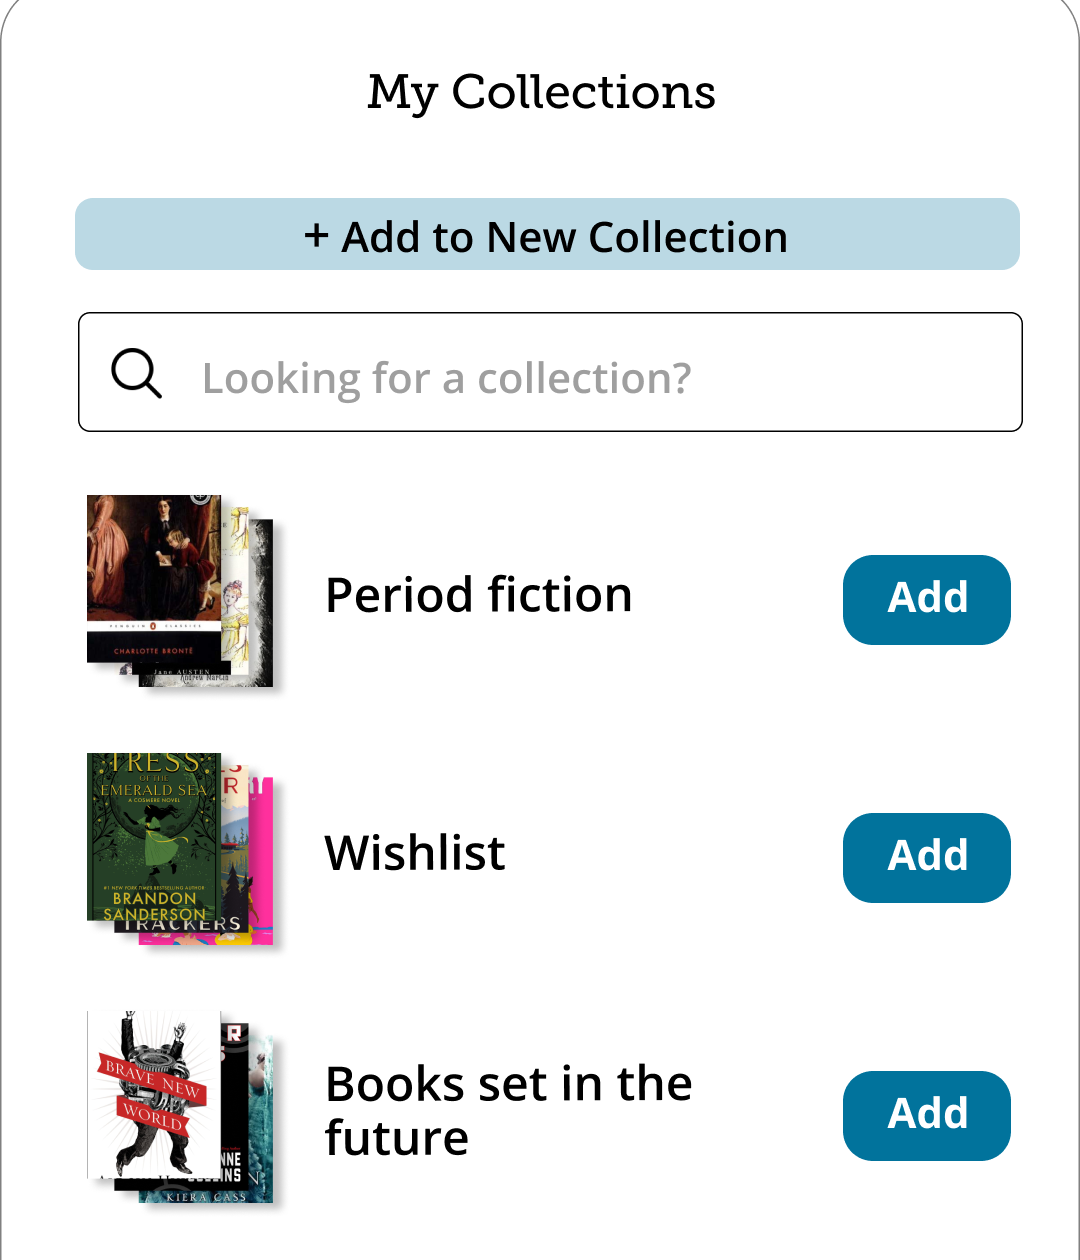 My Collections
+ Add to New Collection
Looking for a collection?
PENGUIN CLASSICS
CHARLOTTE BRONTË
Jane AUSTEN
Andrew Martin
Period fiction
Add
TRESS
OF THE
EMERALD SEA
A COSMERE NOVEL
#1 NEW YORK TIMES BESTSELLING AUTHOR
BRANDON
SANDERSON
R
TRACKERS
Wishlist
Add
BRAVE NEW
WORLD
R
KIERA CASS
Books set in the
future
Add